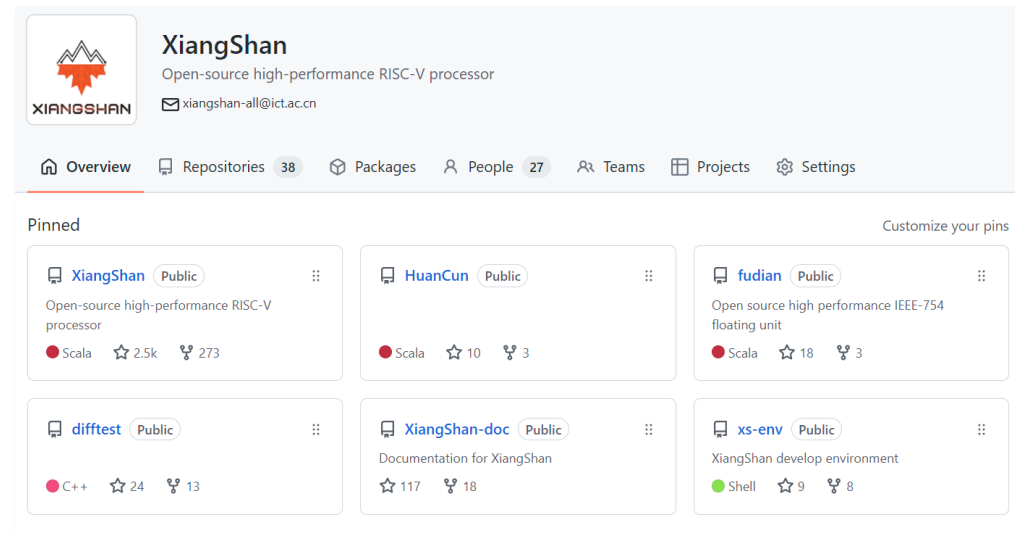 XIANGSHAN
XiangShan
Open-source high-performance RISC-V processor
xiangshan-all@ict.ac.cn
Overview Repositories 38 Packages People 27 Teams Projects Settings
Pinned Customize your pins
XiangShan Public
Open-source high-performance RISC-V
processor
Scala 2.5k 273
HuanCun Public
Scala 10 3
fudian Public
Open source high performance IEEE-754
floating unit
Scala 18 3
difftest Public
C++ 24 13
XiangShan-doc Public
Documentation for XiangShan
117 18
xs-env Public
XiangShan develop environment
Shell 9 8